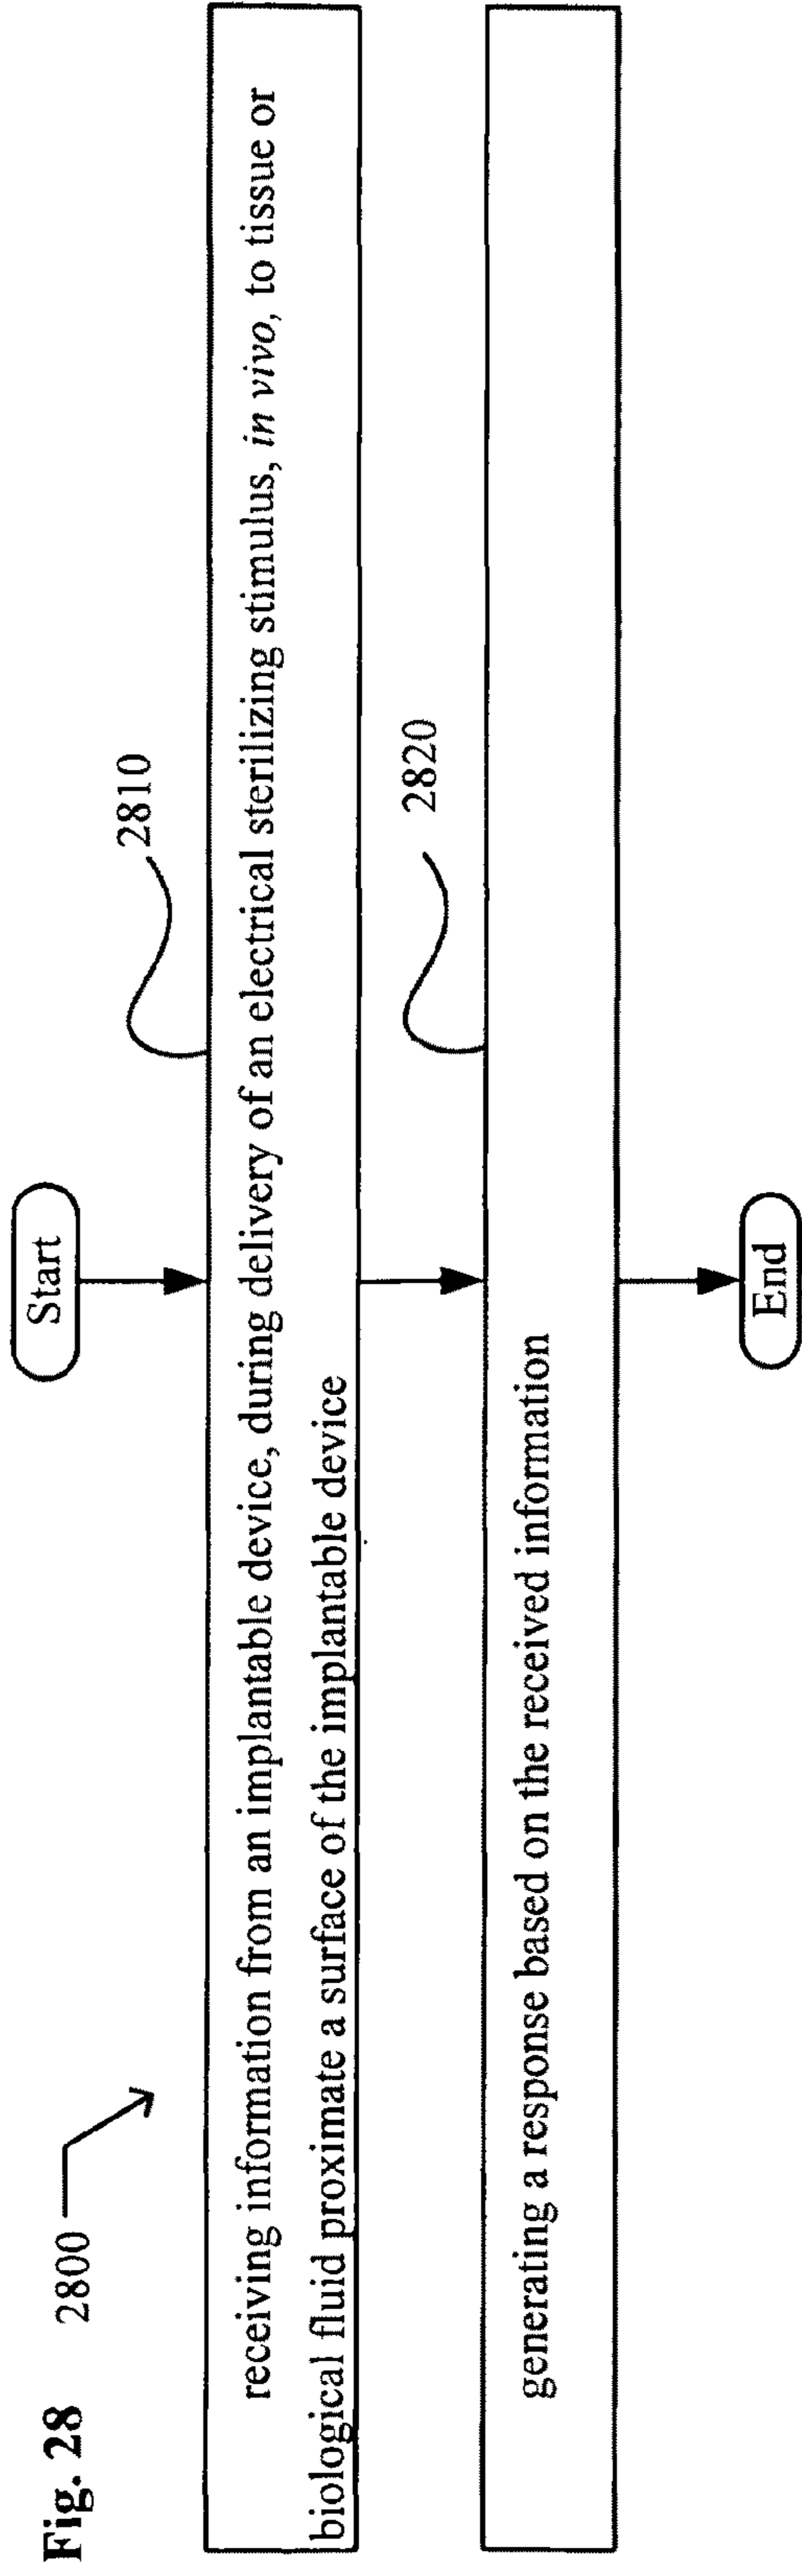 Fig. 28
2800
Start
2810
receiving information from an implantable device, during delivery of an electrical sterilizing stimulus, in vivo, to tissue or
biological fluid proximate a surface of the implantable device
2820
generating a response based on the received information
End